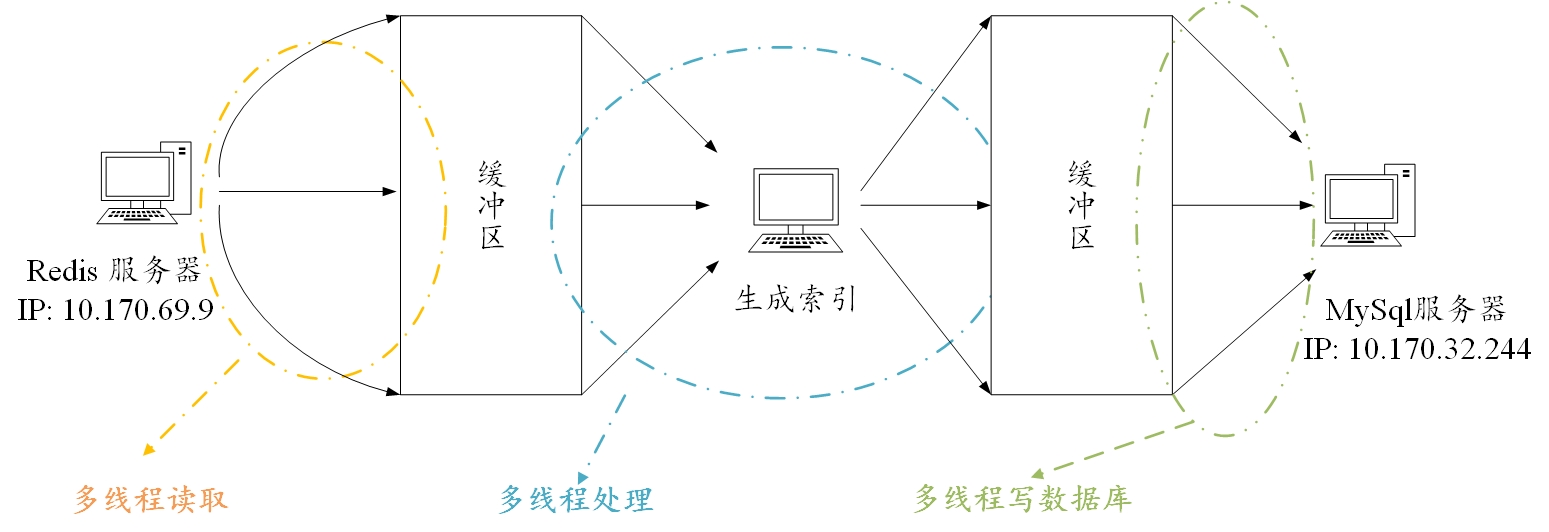 Redis 服务器
IP: 10.170.69.9
缓冲区
生成索引
缓冲区
MySql服务器
IP: 10.170.32.244
多线程读取
多线程处理
多线程写数据库